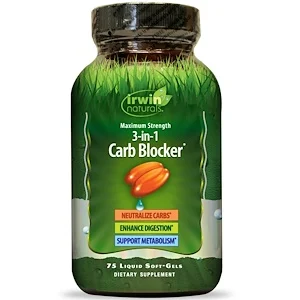 irwin
naturals®
Maximum Strength
3-in-1
Carb Blocker*
NEUTRALIZE CARBS*
ENHANCE DIGESTION*
SUPPORT METABOLISM*
75 LIQUID SOFT-GELS
DIETARY SUPPLEMENT